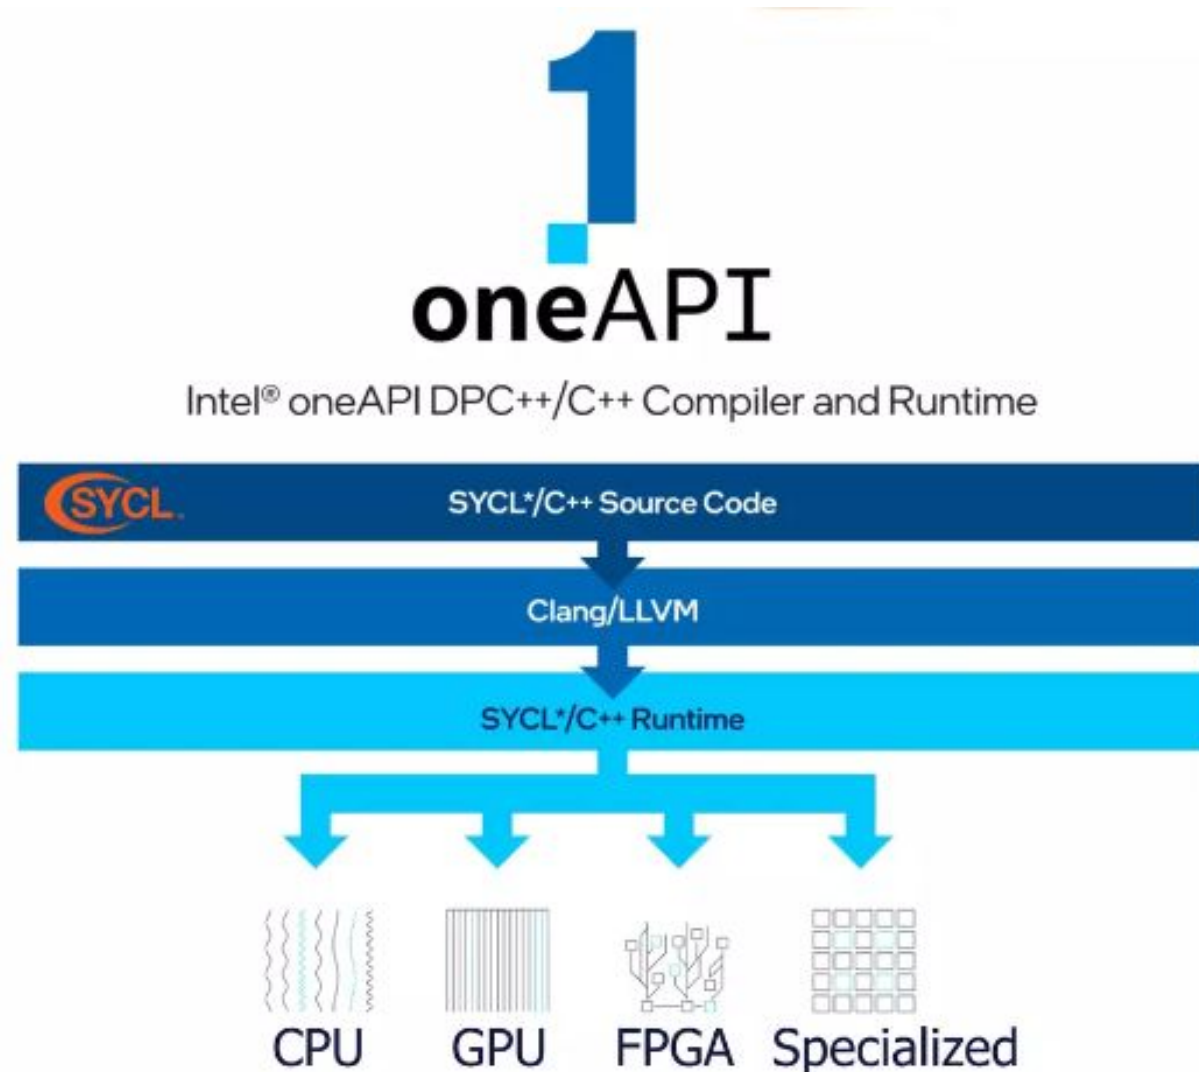 1
oneAPI
Intel® oneAPI DPC++/C++ Compiler and Runtime
SYCL™ SYCL*/C++ Source Code
Clang/LLVM
SYCL*/C++ Runtime
CPU GPU FPGA Specialized